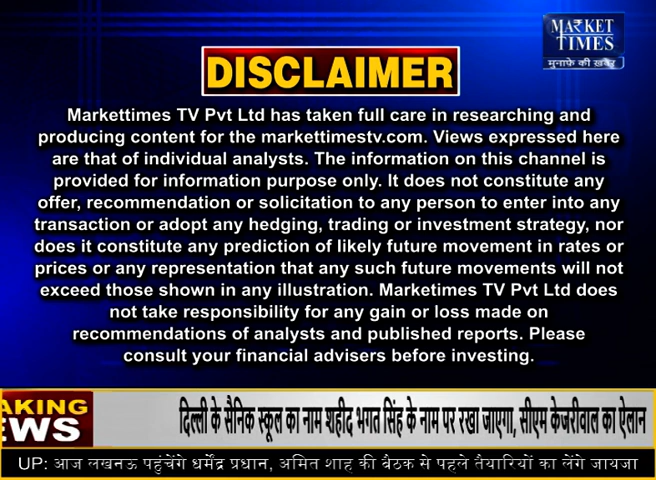 MARKET
TIMES
मुनाफे की ख़बर
DISCLAIMER
Markettimes TV Pvt Ltd has taken full care in researching and
producing content for the markettimestv.com. Views expressed here
are that of individual analysts. The information on this channel is
provided for information purpose only. It does not constitute any
offer, recommendation or solicitation to any person to enter into any
transaction or adopt any hedging, trading or investment strategy, nor
does it constitute any prediction of likely future movement in rates or
prices or any representation that any such future movements will not
exceed those shown in any illustration. Marketimes TV Pvt Ltd does
not take responsibility for any gain or loss made on
recommendations of analysts and published reports. Please
consult your financial advisers before investing.
AKING
EWS
दिल्ली के सैनिक स्कूल का नाम शहीद भगत सिंह के नाम पर रखा जाएगा, सीएम केजरीवाल का ऐलान
UP: आज लखनऊ पहुंचेंगे धर्मेंद्र प्रधान, अमित शाह की बैठक से पहले तैयारियों का लेंगे जायजा